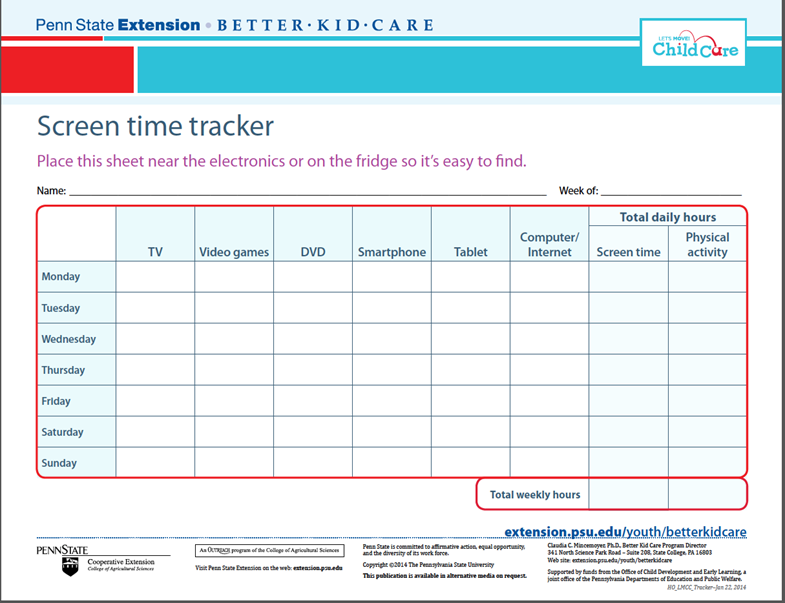 Penn State Extension • BETTER·KID·CARE
LET'S MOVE!
Child Care
Screen time tracker
Place this sheet near the electronics or on the fridge so it's easy to find.
Name: Week of:
Total daily hours
TV Video games DVD Smartphone Tablet Computer/ Internet Screen time Physical activity
Monday
Tuesday
Wednesday
Thursday
Friday
Saturday
Sunday
Total weekly hours
extension.psu.edu/youth/betterkidcare
PENNSTATE
Cooperative Extension
College of Agricultural Sciences
An OUTREACH program of the College of Agricultural Sciences
Visit Penn State Extension on the web: extension.psu.edu
Penn State is committed to affirmative action, equal opportunity,
and the diversity of its work force.
Copyright ©2014 The Pennsylvania State University
This publication is available in alternative media on request.
Claudia C. Mincemoyer, Ph.D., Better Kid Care Program Director
341 North Science Park Road – Suite 208, State College, PA 16803
Web site: extension.psu.edu/youth/betterkidcare
Supported by funds from the Office of Child Development and Early Learning, a
joint office of the Pennsylvania Departments of Education and Public Welfare.
HO_LMCC_Tracker-Jan 22, 2014